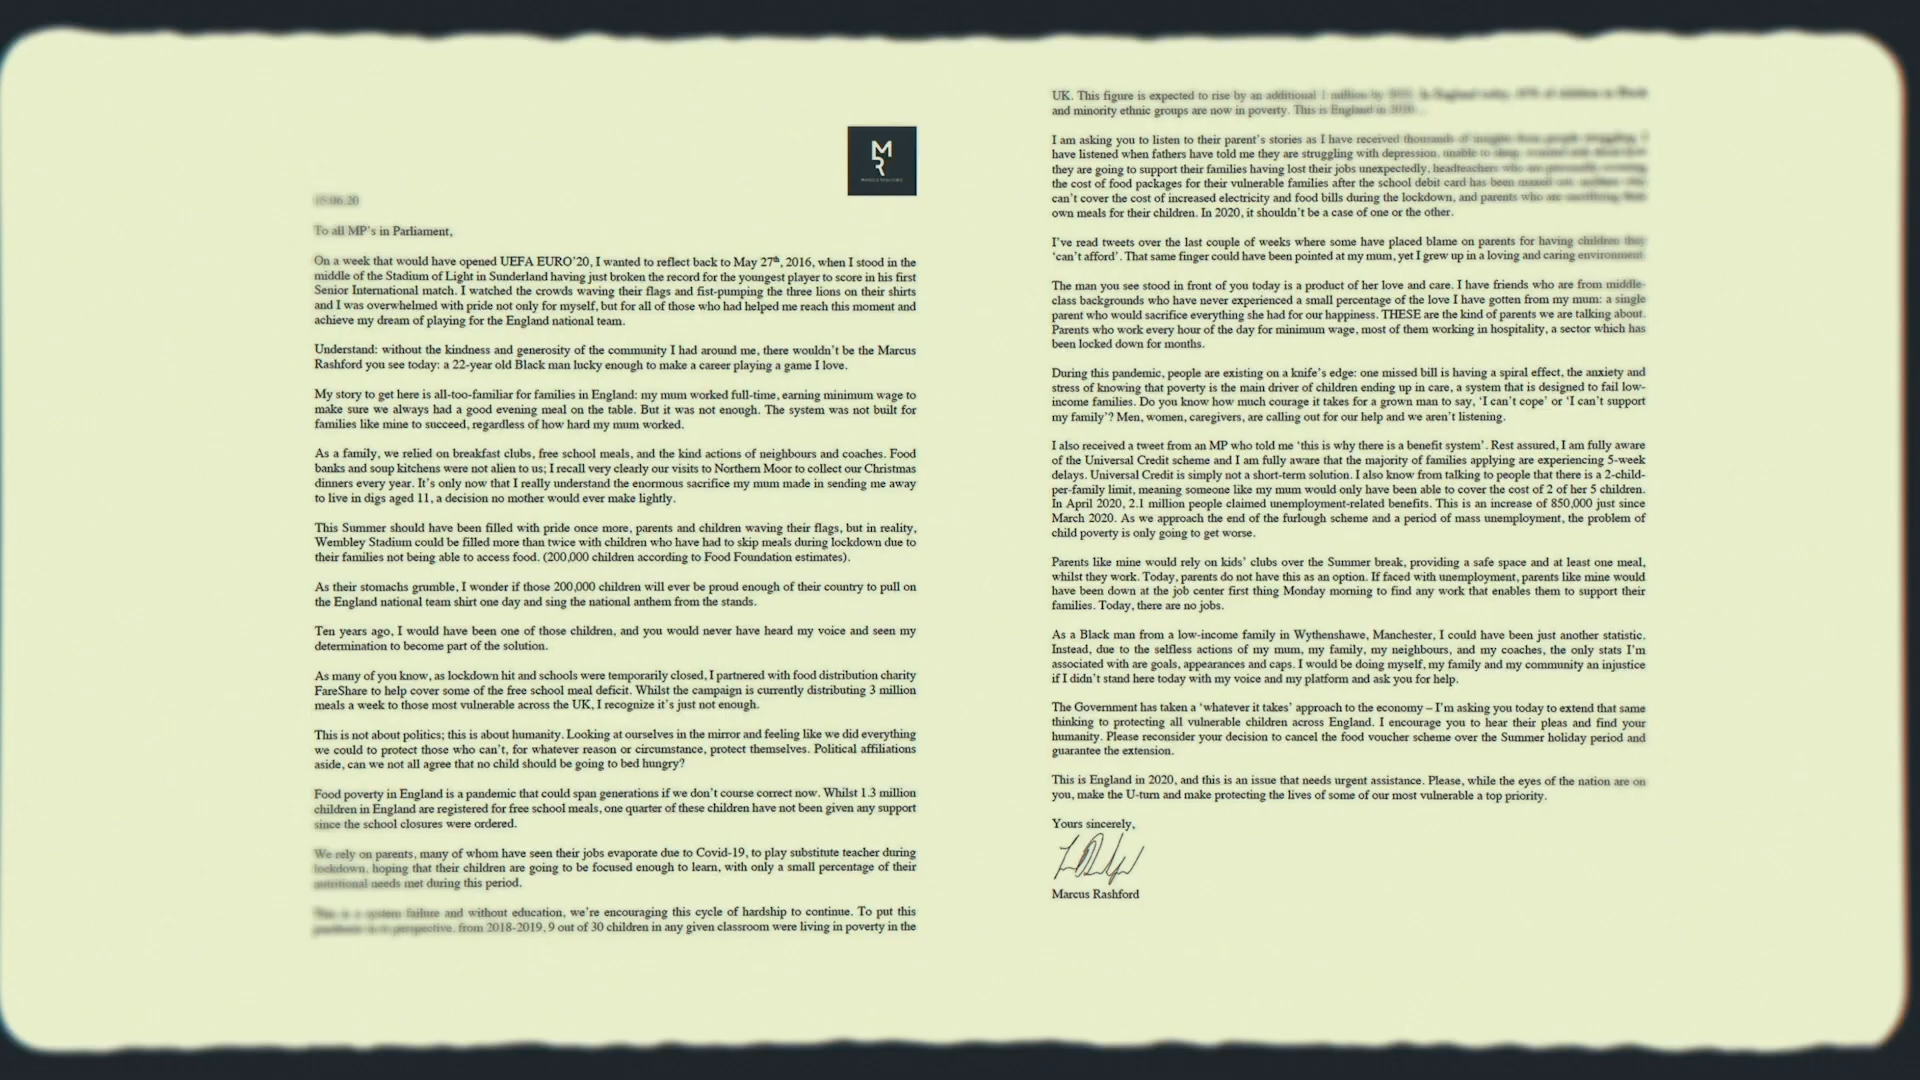 MR
MARCUS RASHFORD
15.06.20
To all MP's in Parliament,
On a week that would have opened UEFA EURO'20, I wanted to reflect back to May 27th, 2016, when I stood in the
middle of the Stadium of Light in Sunderland having just broken the record for the youngest player to score in his first
Senior International match. I watched the crowds waving their flags and fist-pumping the three lions on their shirts
and I was overwhelmed with pride not only for myself, but for all of those who had helped me reach this moment and
achieve my dream of playing for the England national team.
Understand: without the kindness and generosity of the community I had around me, there wouldn't be the Marcus
Rashford you see today: a 22-year old Black man lucky enough to make a career playing a game I love.
My story to get here is all-too-familiar for families in England: my mum worked full-time, earning minimum wage to
make sure we always had a good evening meal on the table. But it was not enough. The system was not built for
families like mine to succeed, regardless of how hard my mum worked.
As a family, we relied on breakfast clubs, free school meals, and the kind actions of neighbours and coaches. Food
banks and soup kitchens were not alien to us; I recall very clearly our visits to Northern Moor to collect our Christmas
dinners every year. It's only now that I really understand the enormous sacrifice my mum made in sending me away
to live in digs aged 11, a decision no mother would ever make lightly.
This Summer should have been filled with pride once more, parents and children waving their flags, but in reality,
Wembley Stadium could be filled more than twice with children who have had to skip meals during lockdown due to
their families not being able to access food. (200,000 children according to Food Foundation estimates).
As their stomachs grumble, I wonder if those 200,000 children will ever be proud enough of their country to pull on
the England national team shirt one day and sing the national anthem from the stands.
Ten years ago, I would have been one of those children, and you would never have heard my voice and seen my
determination to become part of the solution.
As many of you know, as lockdown hit and schools were temporarily closed, I partnered with food distribution charity
FareShare to help cover some of the free school meal deficit. Whilst the campaign is currently distributing 3 million
meals a week to those most vulnerable across the UK, I recognize it's just not enough.
This is not about politics; this is about humanity. Looking at ourselves in the mirror and feeling like we did everything
we could to protect those who can't, for whatever reason or circumstance, protect themselves. Political affiliations
aside, can we not all agree that no child should be going to bed hungry?
Food poverty in England is a pandemic that could span generations if we don't course correct now. Whilst 1.3 million
children in England are registered for free school meals, one quarter of these children have not been given any support
since the school closures were ordered.
We rely on parents, many of whom have seen their jobs evaporate due to Covid-19, to play substitute teacher during
lockdown, hoping that their children are going to be focused enough to learn, with only a small percentage of their
nutritional needs met during this period.
This is a system failure and without education, we're encouraging this cycle of hardship to continue. To put this
pandemic in to perspective, from 2018-2019, 9 out of 30 children in any given classroom were living in poverty in the
UK. This figure is expected to rise by an additional 1 million by
and minority ethnic groups are now in poverty. This is England in 2020...
I am asking you to listen to their parent's stories as I have received thousands of insights from people struggling. I
have listened when fathers have told me they are struggling with depression, unable to sleep,
they are going to support their families having lost their jobs unexpectedly, headteachers who are personally covering
the cost of food packages for their vulnerable families after the school debit card has been maxed out;
can't cover the cost of increased electricity and food bills during the lockdown, and parents who are sacrificing their
own meals for their children. In 2020, it shouldn't be a case of one or the other.
I've read tweets over the last couple of weeks where some have placed blame on parents for having children they
'can't afford'. That same finger could have been pointed at my mum, yet I grew up in a loving and caring environment.
The man you see stood in front of you today is a product of her love and care. I have friends who are from middle-
class backgrounds who have never experienced a small percentage of the love I have gotten from my mum: a single
parent who would sacrifice everything she had for our happiness. THESE are the kind of parents we are talking about.
Parents who work every hour of the day for minimum wage, most of them working in hospitality, a sector which has
been locked down for months.
During this pandemic, people are existing on a knife's edge: one missed bill is having a spiral effect, the anxiety and
stress of knowing that poverty is the main driver of children ending up in care, a system that is designed to fail low-
income families. Do you know how much courage it takes for a grown man to say, 'I can't cope' or 'I can't support
my family'? Men, women, caregivers, are calling out for our help and we aren't listening.
I also received a tweet from an MP who told me 'this is why there is a benefit system'. Rest assured, I am fully aware
of the Universal Credit scheme and I am fully aware that the majority of families applying are experiencing 5-week
delays. Universal Credit is simply not a short-term solution. I also know from talking to people that there is a 2-child-
per-family limit, meaning someone like my mum would only have been able to cover the cost of 2 of her 5 children.
In April 2020, 2.1 million people claimed unemployment-related benefits. This is an increase of 850,000 just since
March 2020. As we approach the end of the furlough scheme and a period of mass unemployment, the problem of
child poverty is only going to get worse.
Parents like mine would rely on kids' clubs over the Summer break, providing a safe space and at least one meal,
whilst they work. Today, parents do not have this as an option. If faced with unemployment, parents like mine would
have been down at the job center first thing Monday morning to find any work that enables them to support their
families. Today, there are no jobs.
As a Black man from a low-income family in Wythenshawe, Manchester, I could have been just another statistic.
Instead, due to the selfless actions of my mum, my family, my neighbours, and my coaches, the only stats I'm
associated with are goals, appearances and caps. I would be doing myself, my family and my community an injustice
if I didn't stand here today with my voice and my platform and ask you for help.
The Government has taken a 'whatever it takes' approach to the economy – I'm asking you today to extend that same
thinking to protecting all vulnerable children across England. I encourage you to hear their pleas and find your
humanity. Please reconsider your decision to cancel the food voucher scheme over the Summer holiday period and
guarantee the extension.
This is England in 2020, and this is an issue that needs urgent assistance. Please, while the eyes of the nation are on
you, make the U-turn and make protecting the lives of some of our most vulnerable a top priority.
Yours sincerely,
Marcus Rashford